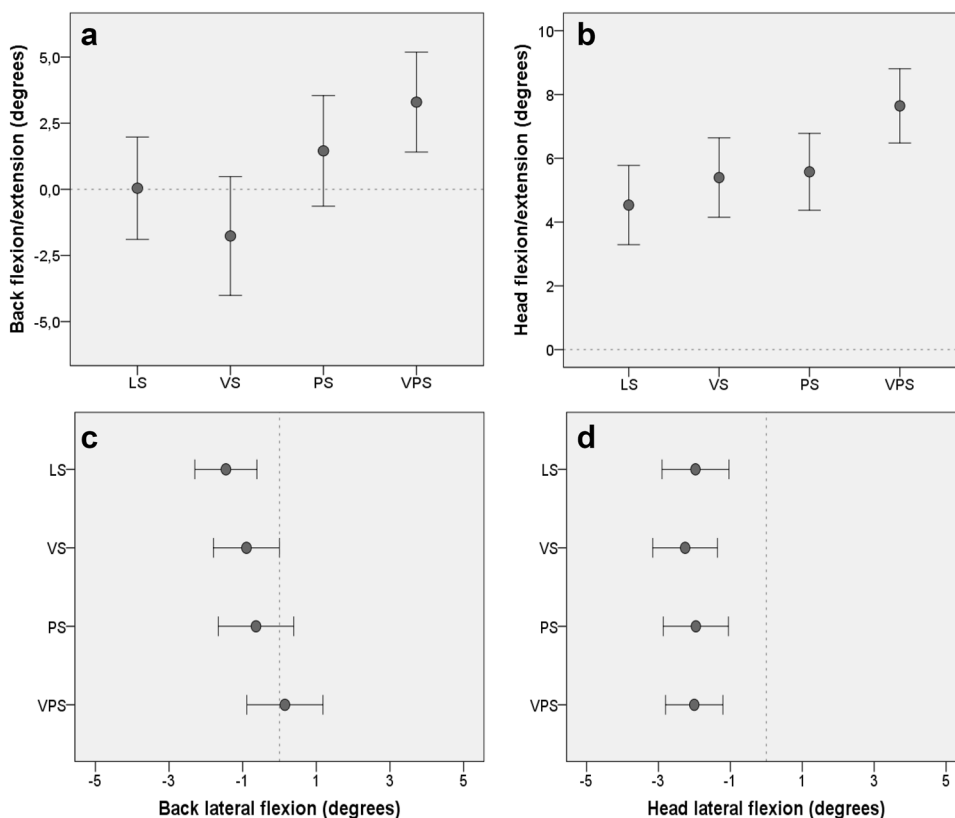 a
Back flexion/extension (degrees)
5,0
2,5
0,0
-2,5
-5,0
LS VS PS VPS
b
Head flexion/extension (degrees)
10
8
6
4
2
0
LS VS PS VPS
c
LS
VS
PS
VPS
-5 -3 -1 1 3 5
Back lateral flexion (degrees)
d
LS
VS
PS
VPS
-5 -3 -1 1 3 5
Head lateral flexion (degrees)